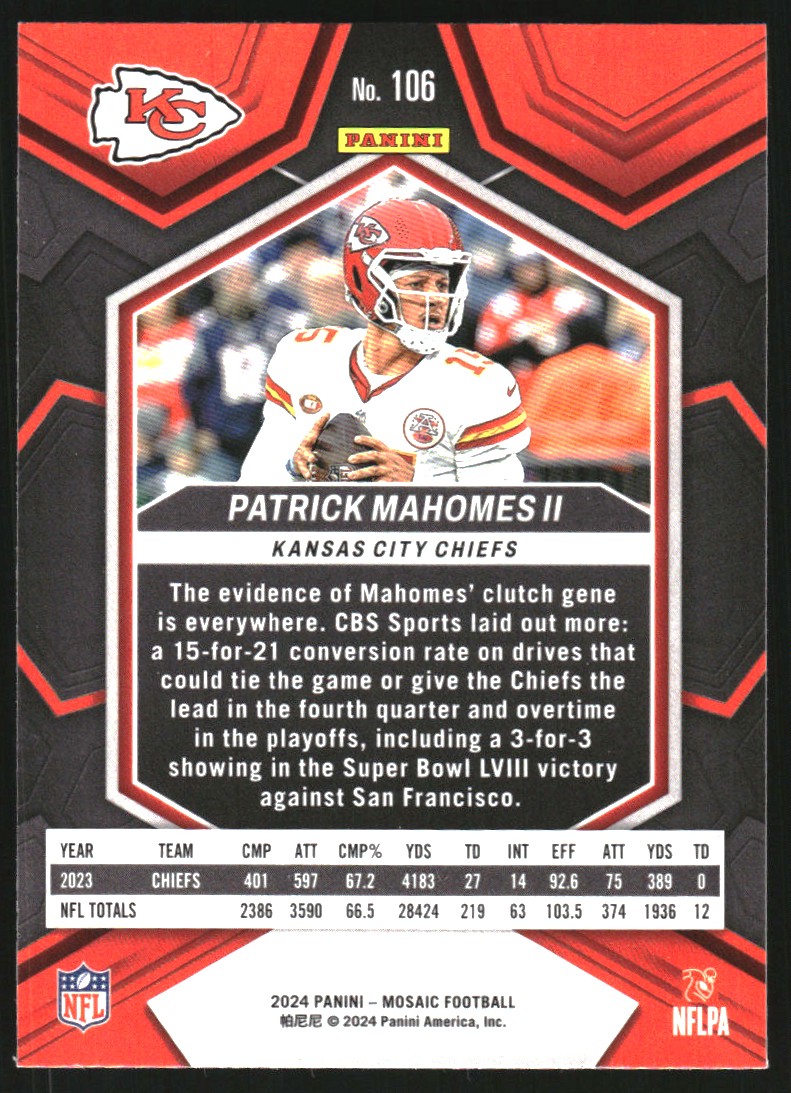 KC
No. 106
PANINI
KC
15
15
PATRICK MAHOMES II
KANSAS CITY CHIEFS
The evidence of Mahomes' clutch gene
is everywhere. CBS Sports laid out more:
a 15-for-21 conversion rate on drives that
could tie the game or give the Chiefs the
lead in the fourth quarter and overtime
in the playoffs, including a 3-for-3
showing in the Super Bowl LVIII victory
against San Francisco.
YEAR TEAM CMP ATT CMP% YDS TD INT EFF ATT YDS TD
2023 CHIEFS 401 597 67.2 4183 27 14 92.6 75 389 0
NFL TOTALS 2386 3590 66.5 28424 219 63 103.5 374 1936 12
NFL
2024 PANINI – MOSAIC FOOTBALL
帕尼尼 © 2024 Panini America, Inc.
NFLPA